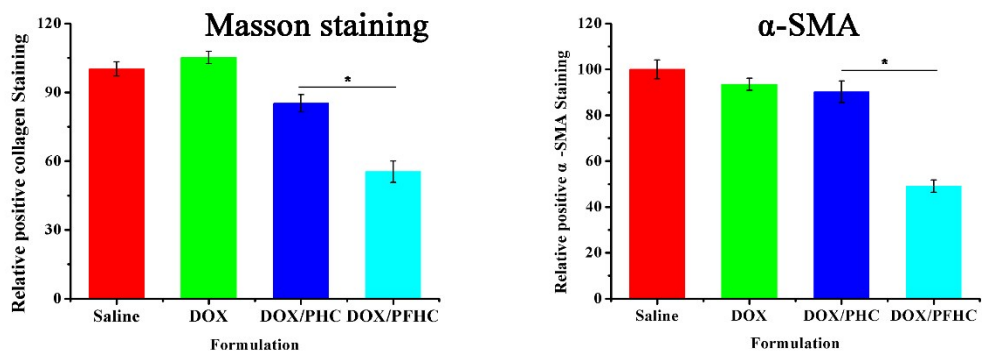 Masson staining
Relative positive collagen Staining
120
90
60
30
0
*
Saline DOX DOX/PHC DOX/PFHC
Formulation
α-SMA
Relative positive α -SMA Staining
120
100
80
60
40
20
0
*
Saline DOX DOX/PHC DOX/PFHC
Formulation